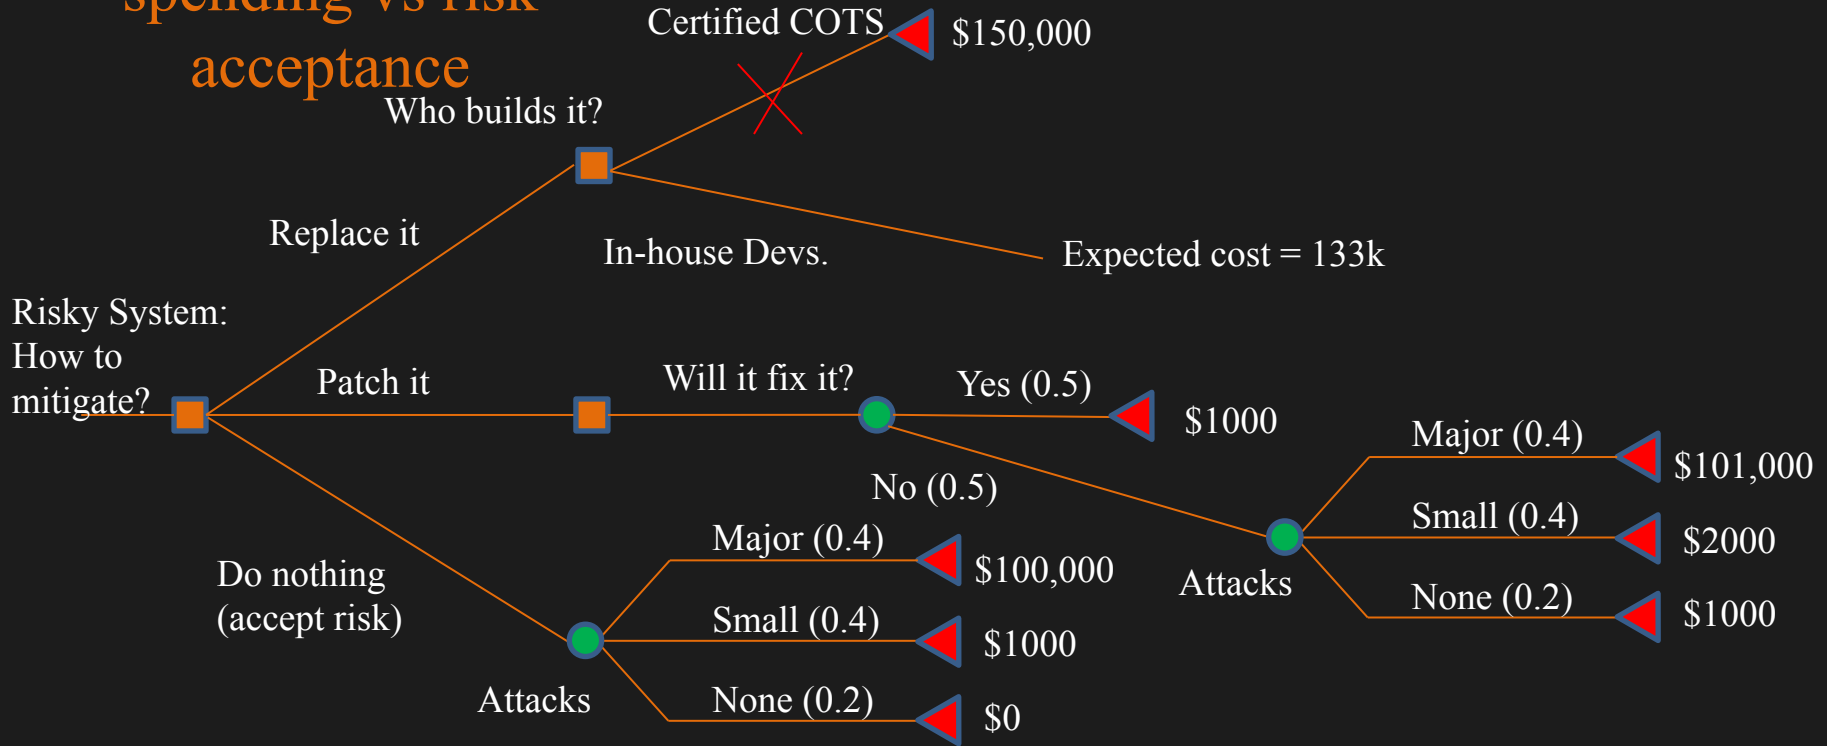 spending vs risk
acceptance
Certified COTS
$150,000
Who builds it?
Replace it
In-house Devs.
Expected cost = 133k
Risky System:
How to
mitigate?
Patch it
Will it fix it?
Yes (0.5)
$1000
No (0.5)
Major (0.4)
$101,000
Small (0.4)
$2000
Attacks
None (0.2)
$1000
Do nothing
(accept risk)
Major (0.4)
$100,000
Small (0.4)
$1000
Attacks
None (0.2)
$0